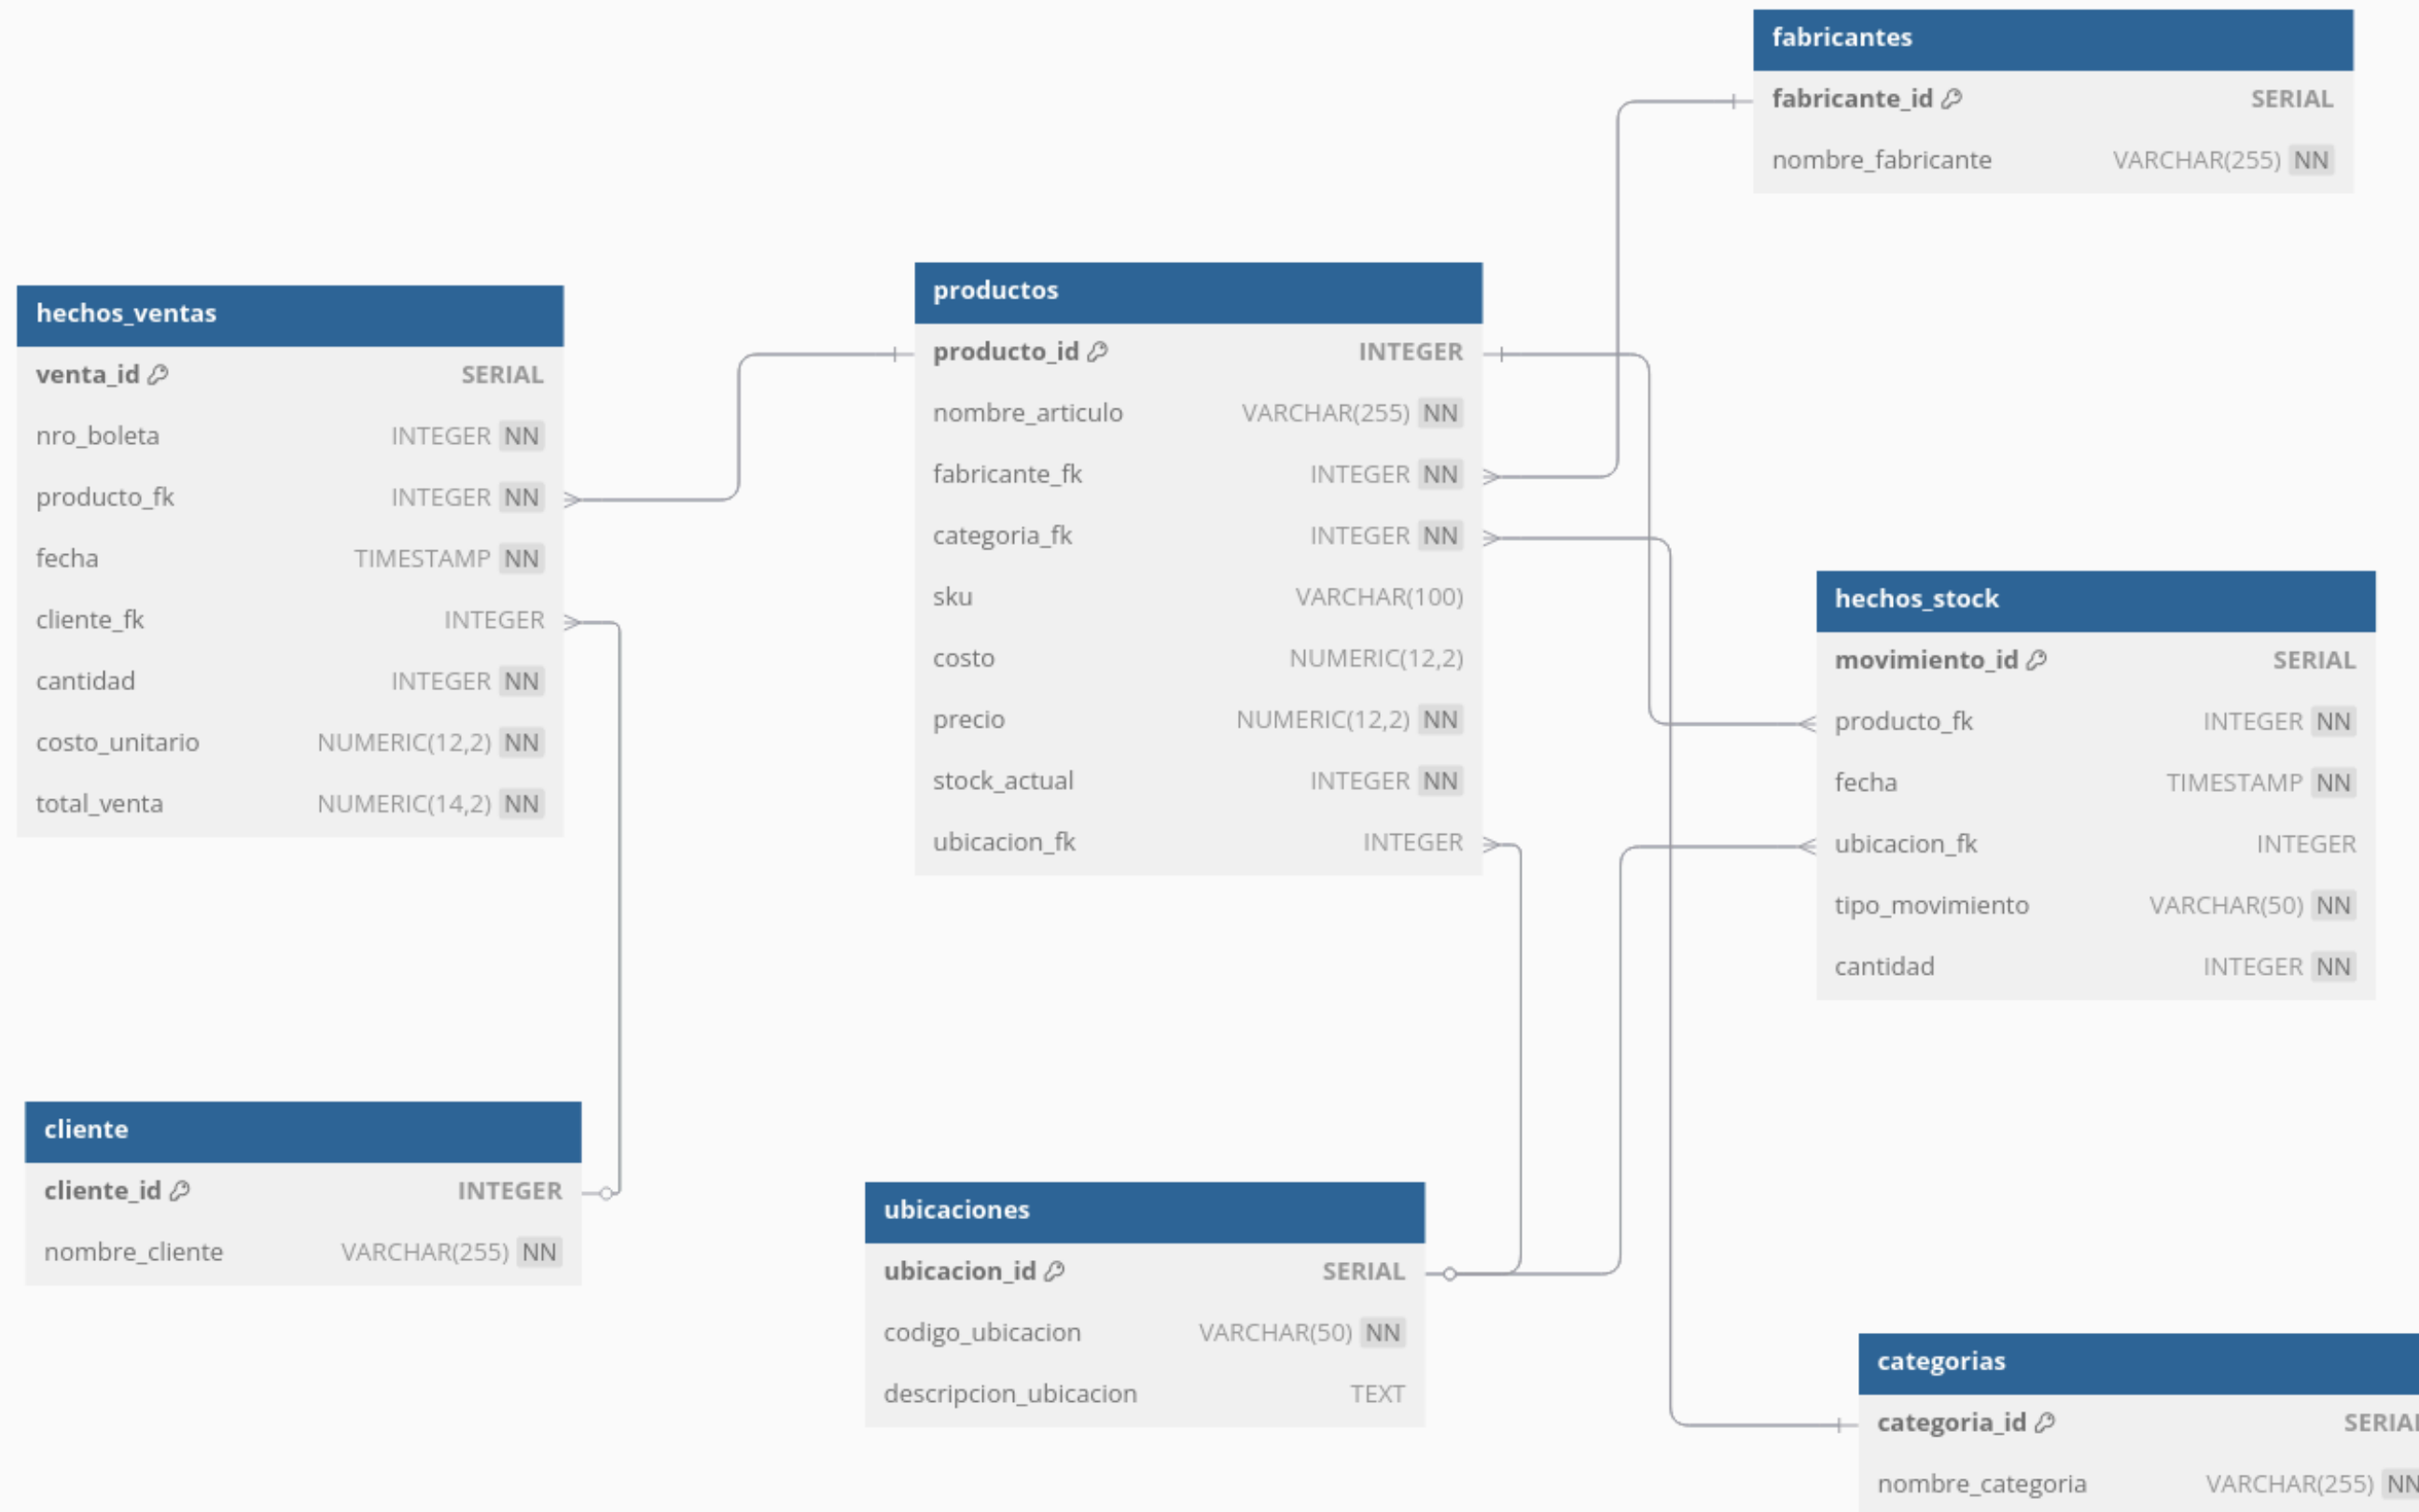 fabricantes
fabricante_id SERIAL
nombre_fabricante VARCHAR(255) NN
hechos_ventas
venta_id SERIAL
nro_boleta INTEGER NN
producto_fk INTEGER NN
fecha TIMESTAMP NN
cliente_fk INTEGER
cantidad INTEGER NN
costo_unitario NUMERIC(12,2) NN
total_venta NUMERIC(14,2) NN
productos
producto_id INTEGER
nombre_articulo VARCHAR(255) NN
fabricante_fk INTEGER NN
categoria_fk INTEGER NN
sku VARCHAR(100)
costo NUMERIC(12,2)
precio NUMERIC(12,2) NN
stock_actual INTEGER NN
ubicacion_fk INTEGER
hechos_stock
movimiento_id SERIAL
producto_fk INTEGER NN
fecha TIMESTAMP NN
ubicacion_fk INTEGER
tipo_movimiento VARCHAR(50) NN
cantidad INTEGER NN
cliente
cliente_id INTEGER
nombre_cliente VARCHAR(255) NN
ubicaciones
ubicacion_id SERIAL
codigo_ubicacion VARCHAR(50) NN
descripcion_ubicacion TEXT
categorias
categoria_id SERIAL
nombre_categoria VARCHAR(255) NN